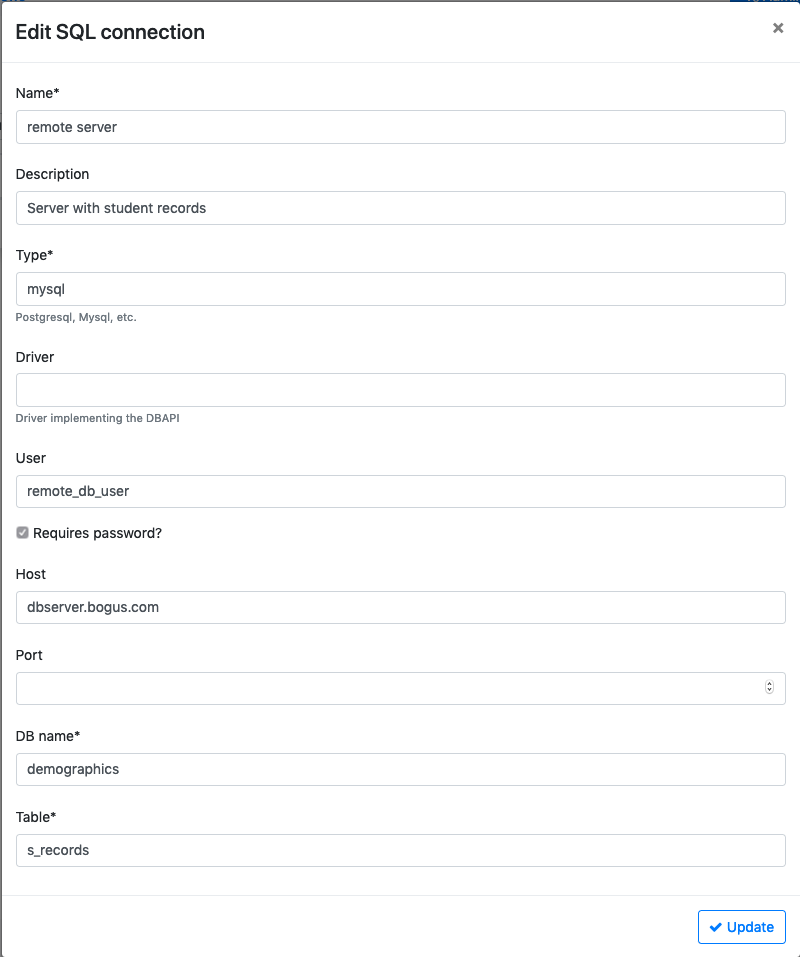 Edit SQL connection
×
Name*
remote server
Description
Server with student records
Type*
mysql
Postgresql, Mysql, etc.
Driver
Driver implementing the DBAPI
User
remote_db_user
Requires password?
Host
dbserver.bogus.com
Port
DB name*
demographics
Table*
s_records
Update